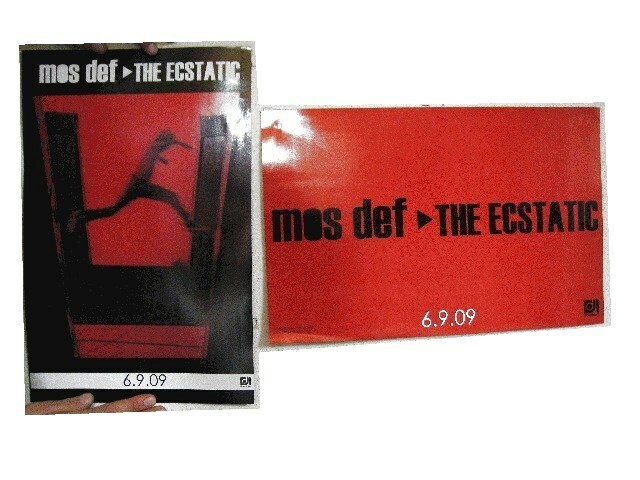 mos def ▶ THE ECSTATIC
6.9.09
mos def ▶ THE ECSTATIC
6.9.09